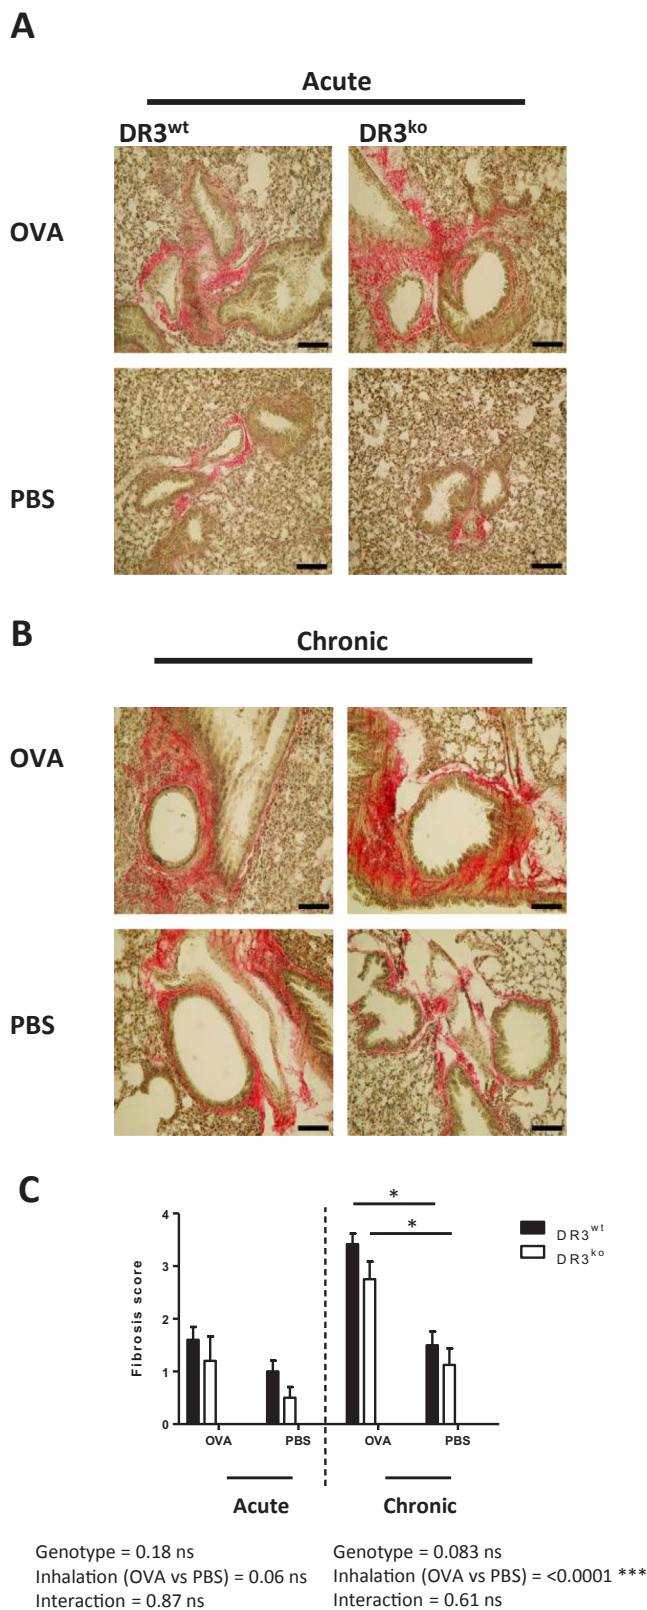 A
Acute
DR3wt DR3ko
OVA
PBS
B
Chronic
OVA
PBS
C
Fibrosis score
4
3
2
1
0
* *
DR3wt
DR3ko
OVA PBS OVA PBS
Acute Chronic
Genotype = 0.18 ns
Inhalation (OVA vs PBS) = 0.06 ns
Interaction = 0.87 ns
Genotype = 0.083 ns
Inhalation (OVA vs PBS) = <0.0001 ***
Interaction = 0.61 ns